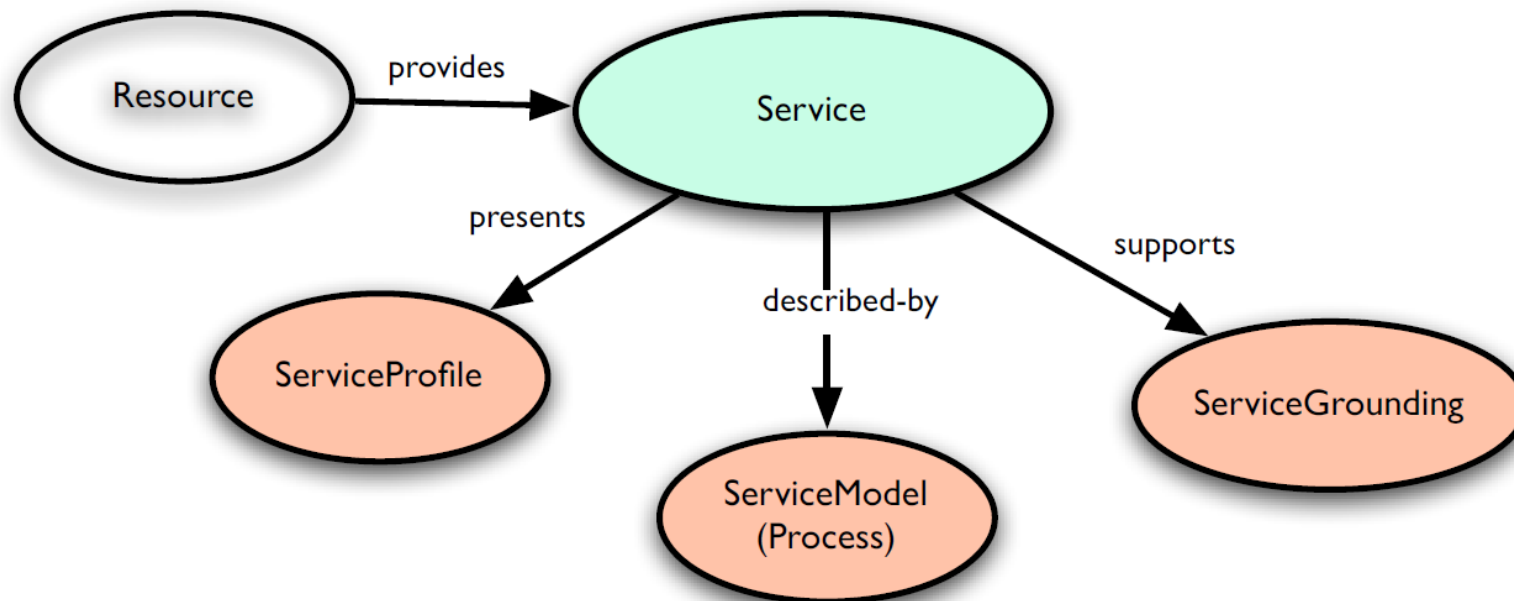 Resource
provides
Service
presents
supports
described-by
ServiceProfile
ServiceGrounding
ServiceModel
(Process)